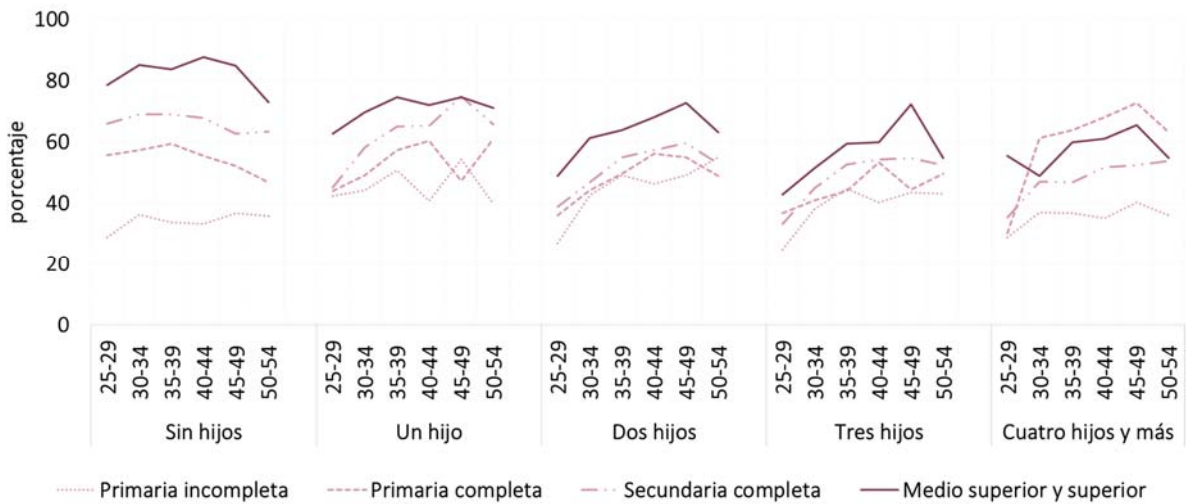 100
80
60
40
20
0
porcentaje
25-29 30-34 35-39 40-44 45-49 50-54 25-29 30-34 35-39 40-44 45-49 50-54 25-29 30-34 35-39 40-44 45-49 50-54 25-29 30-34 35-39 40-44 45-49 50-54 25-29 30-34 35-39 40-44 45-49 50-54
Sin hijos Un hijo Dos hijos Tres hijos Cuatro hijos y más
Primaria incompleta Primaria completa Secundaria completa Medio superior y superior